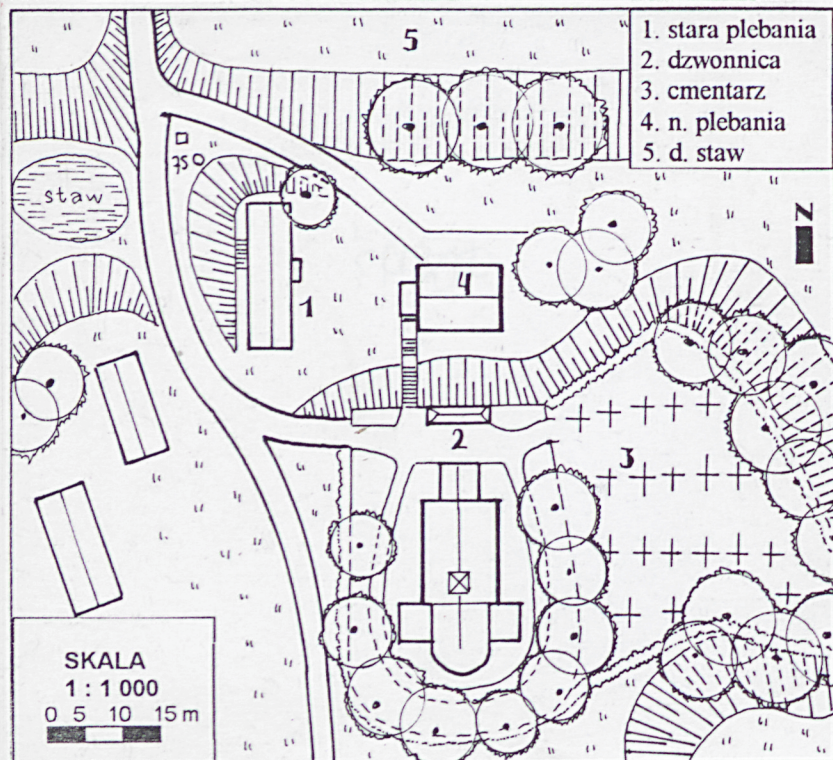 5
1. stara plebania
2. dzwonnica
3. cmentarz
4. n. plebania
5. d. staw
st.
staw
N
1
4
2
3
SKALA
1 : 1 000
0 5 10 15 m